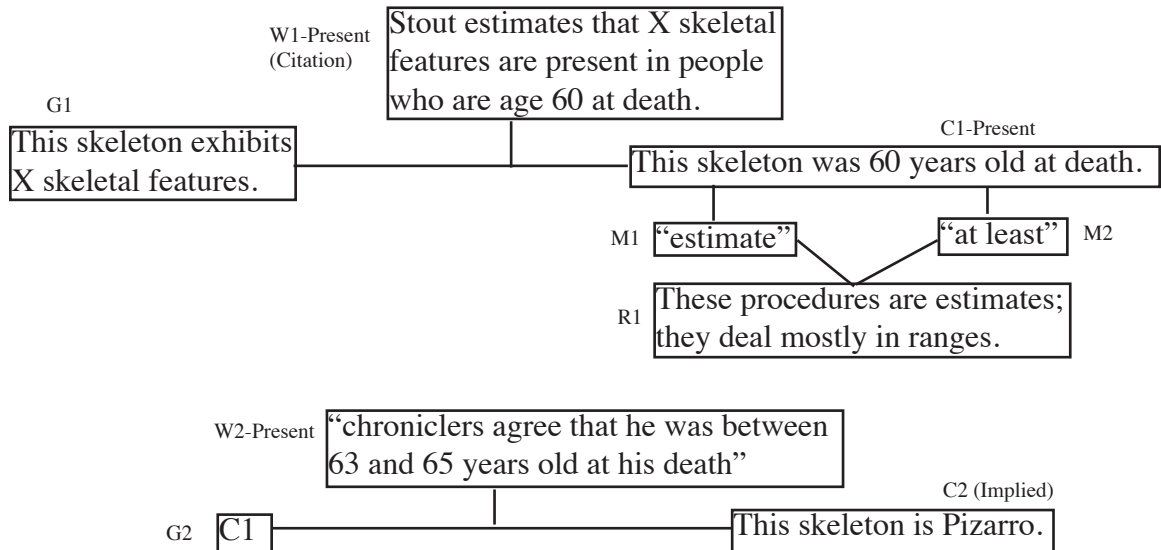 W1-Present
(Citation)
Stout estimates that X skeletal
features are present in people
who are age 60 at death.
G1
This skeleton exhibits
X skeletal features.
C1-Present
This skeleton was 60 years old at death.
M1
“estimate”
“at least”
M2
R1
These procedures are estimates;
they deal mostly in ranges.
W2-Present
“chroniclers agree that he was between
63 and 65 years old at his death”
G2
C1
C2 (Implied)
This skeleton is Pizarro.